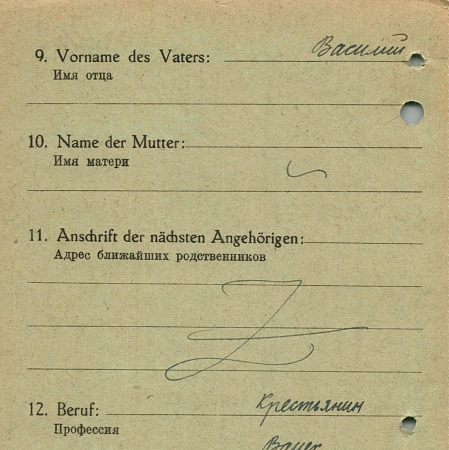 9. Vorname des Vaters: Василий
Имя отца
10. Name der Mutter:
Имя матери
11. Anschrift der nächsten Angehörigen:
Адрес ближайших родственников
12. Beruf: Крестьянин
Профессия Bauer